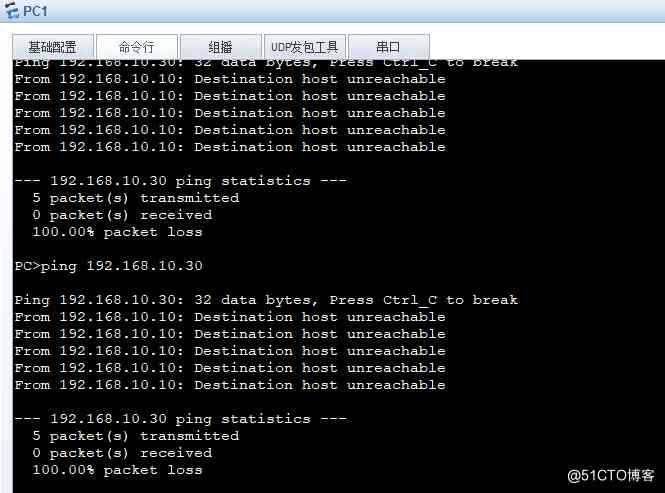 PC1
基础配置 命令行 组播 UDP发包工具 串口
Ping 192.168.10.30: 32 data bytes, Press Ctrl_C to break
From 192.168.10.10: Destination host unreachable
From 192.168.10.10: Destination host unreachable
From 192.168.10.10: Destination host unreachable
From 192.168.10.10: Destination host unreachable
From 192.168.10.10: Destination host unreachable
--- 192.168.10.30 ping statistics ---
5 packet(s) transmitted
0 packet(s) received
100.00% packet loss
PC>ping 192.168.10.30
Ping 192.168.10.30: 32 data bytes, Press Ctrl_C to break
From 192.168.10.10: Destination host unreachable
From 192.168.10.10: Destination host unreachable
From 192.168.10.10: Destination host unreachable
From 192.168.10.10: Destination host unreachable
From 192.168.10.10: Destination host unreachable
--- 192.168.10.30 ping statistics ---
5 packet(s) transmitted
0 packet(s) received
100.00% packet loss
@51CTO博客